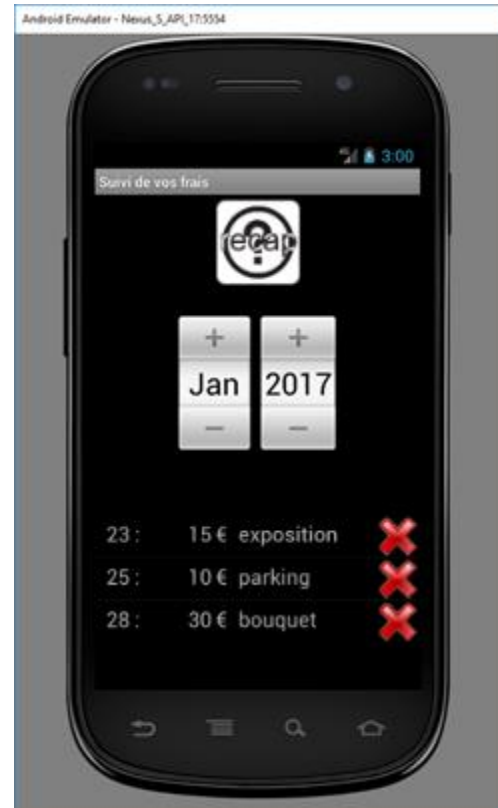 Android Emulator - Nexus_S_API_17:5554
3:00
Suivi de vos frais
recap
+ +
Jan 2017
- -
23 : 15 € exposition
25 : 10 € parking
28 : 30 € bouquet